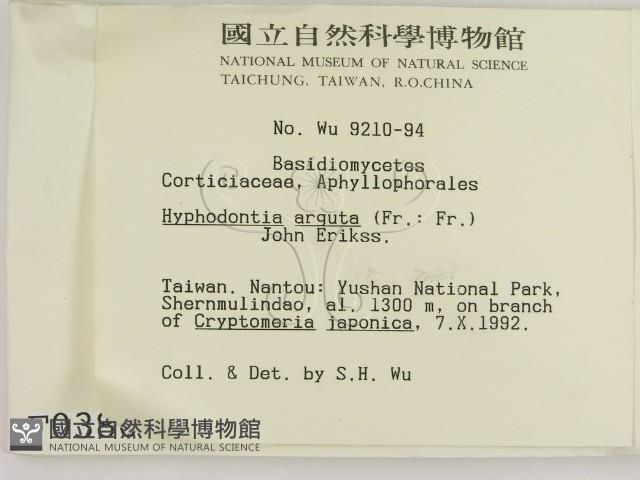 國立自然科學博物館
NATIONAL MUSEUM OF NATURAL SCIENCE
TAICHUNG, TAIWAN, R.O.CHINA
No. Wu 9210-94
Basidiomycetes
Corticiaceae, Aphyllophorales
Hyphodontia arguta (Fr.: Fr.)
John Erikss.
Taiwan. Nantou: Yushan National Park,
Shernmulindao, al. 1300 m, on branch
of Cryptomeria japonica, 7.X.1992.
Coll. & Det. by S.H. Wu
國立自然科學博物館
NATIONAL MUSEUM OF NATURAL SCIENCE